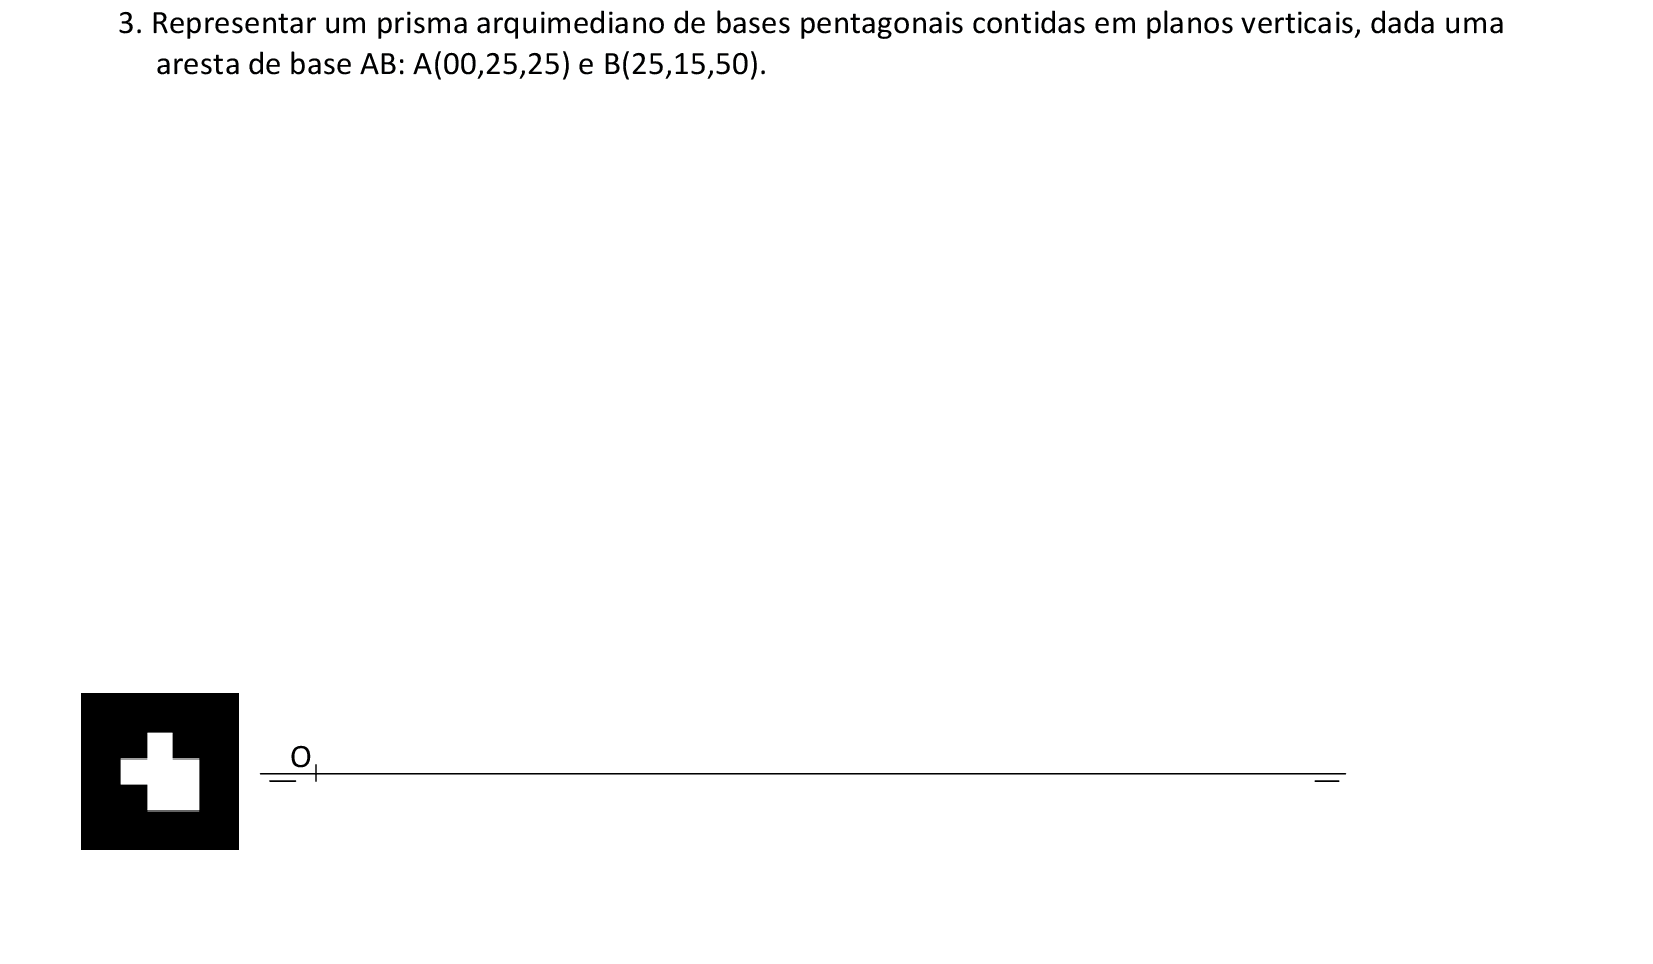 3. Representar um prisma arquimediano de bases pentagonais contidas em planos verticais, dada uma
aresta de base AB: A(00,25,25) e B(25,15,50).
O